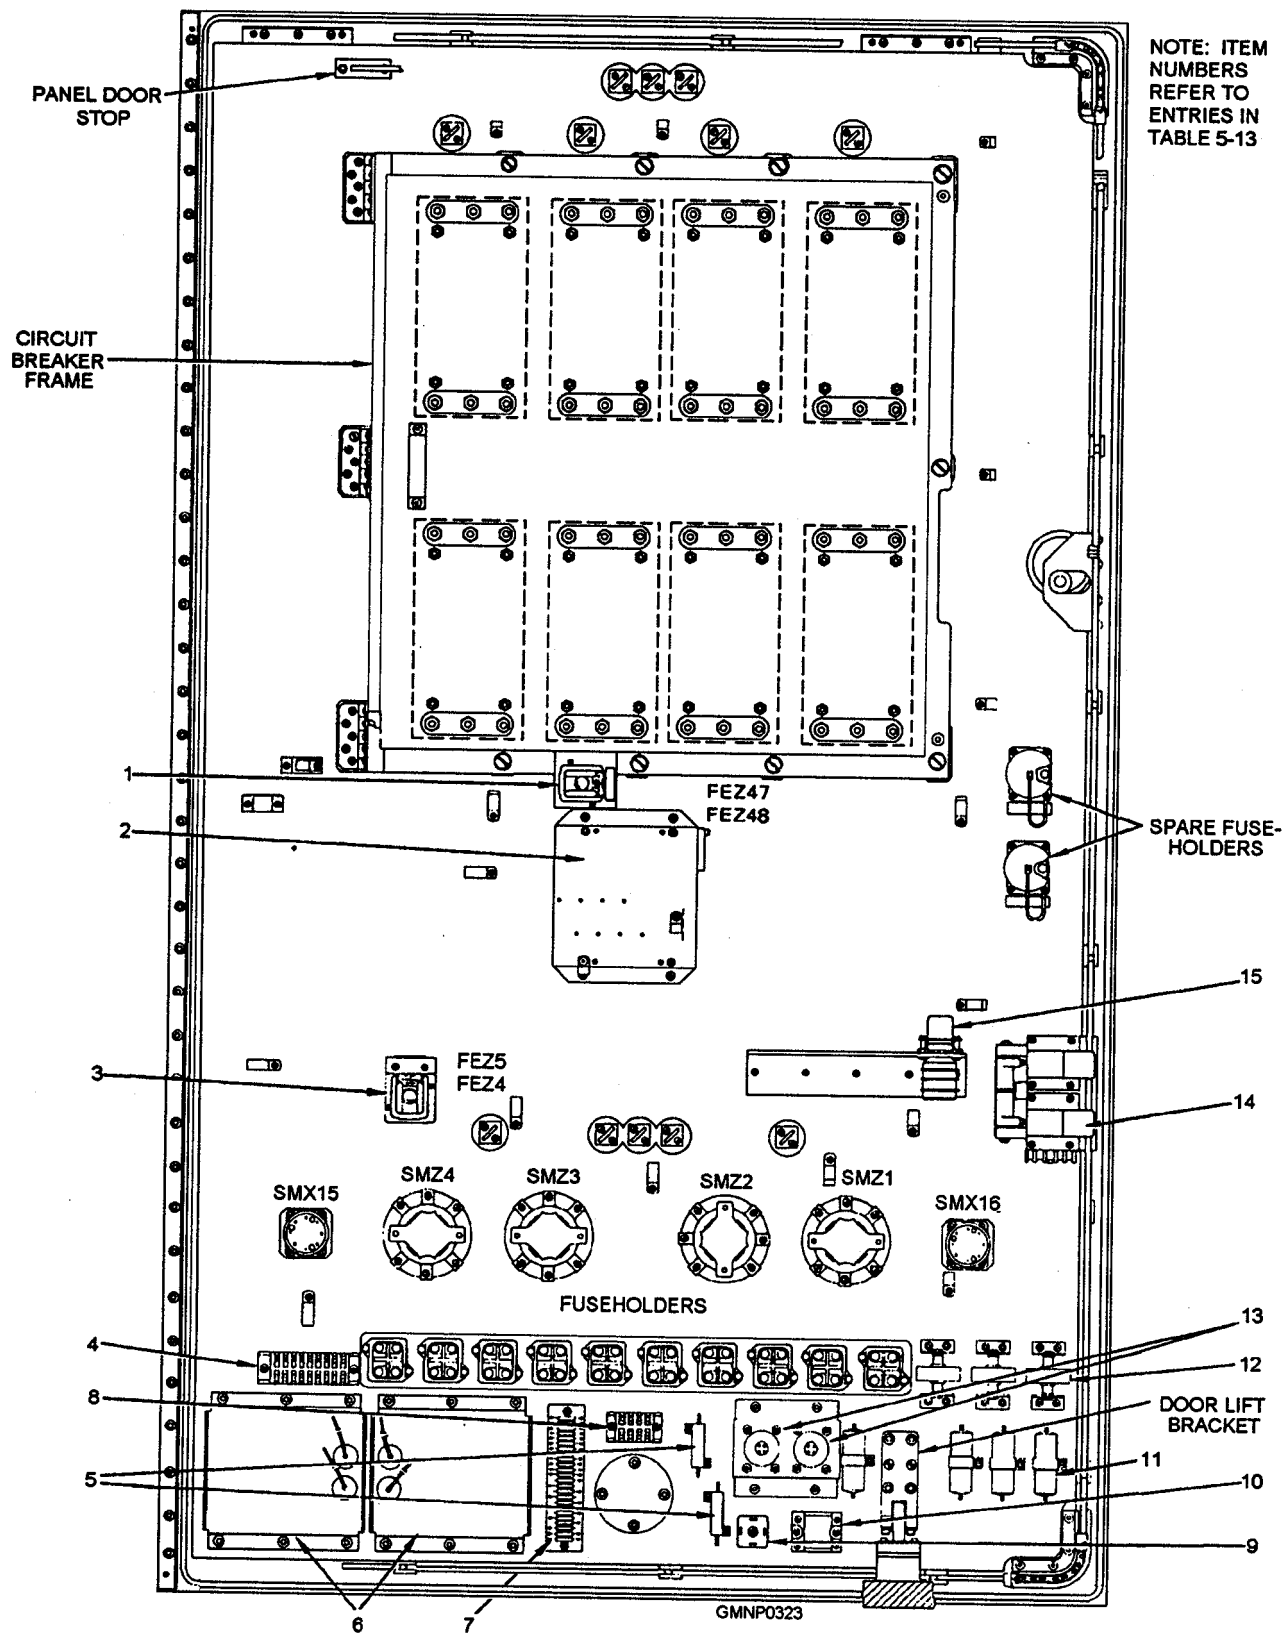 NOTE: ITEM
NUMBERS
REFER TO
ENTRIES IN
TABLE 5-13
PANEL DOOR
STOP
CIRCUIT
BREAKER
FRAME
1
FEZ47
FEZ48
2
SPARE FUSE-
HOLDERS
15
3
FEZ5
FEZ4
14
SMX15
SMZ4
SMZ3
SMZ2
SMZ1
SMX16
FUSEHOLDERS
13
4
12
8
DOOR LIFT
BRACKET
5
11
10
9
6
7
GMNP0323